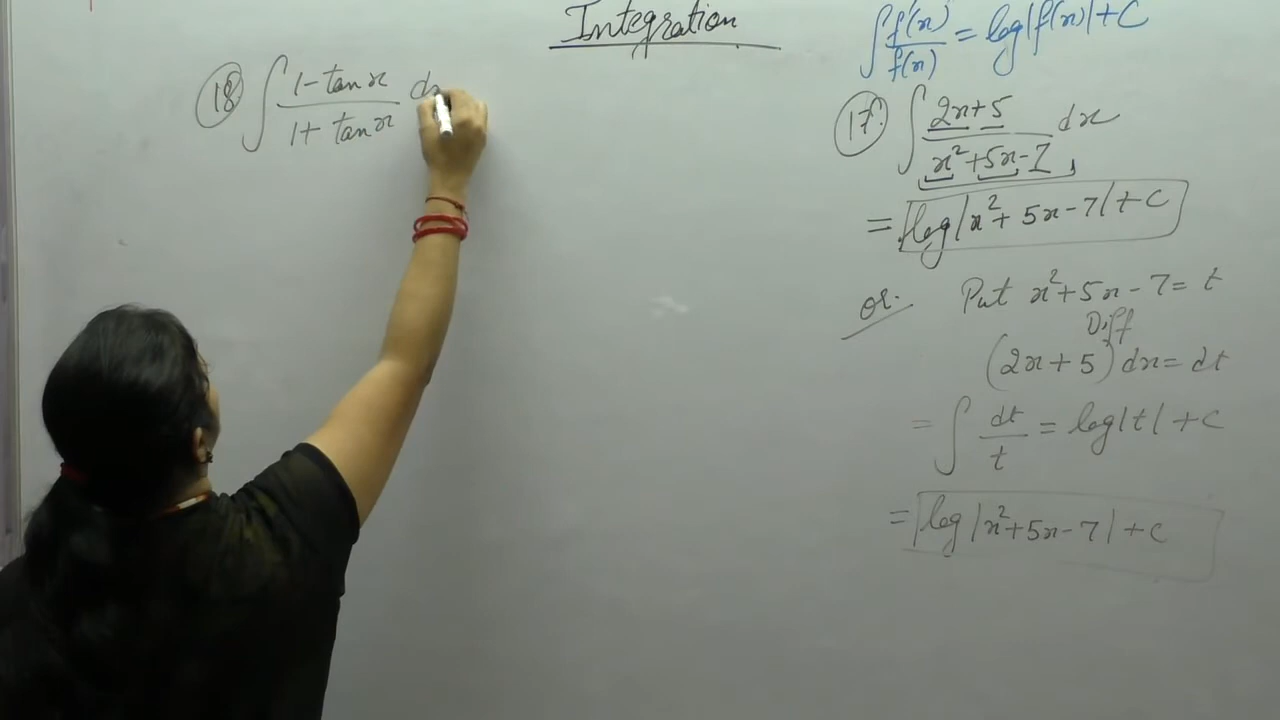 Integration
∫ f'(x)/f(x) = log|f(x)| + C
(18) ∫ (1 - tan x)/(1 + tan x) dx
(17) ∫ (2x + 5)/(x² + 5x - 7) dx
= log|x² + 5x - 7| + C
or. Put x² + 5x - 7 = t
Diff
(2x + 5) dx = dt
= ∫ dt/t = log|t| + C
= log|x² + 5x - 7| + C